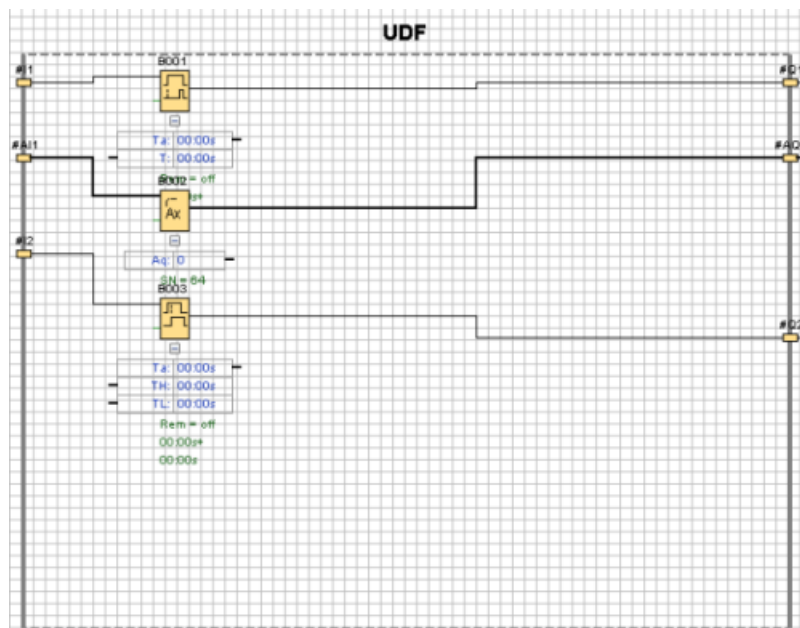 UDF
#I1
B001
#Q1
Ta: 00:00s
#AI1
#AQ
T: 00:00s
Rem = off
B002
s+
Ax
#I2
Aq: 0
SN = 64
B003
#Q2
Ta: 00:00s
TH: 00:00s
TL: 00:00s
Rem = off
00:00s+
00:00s